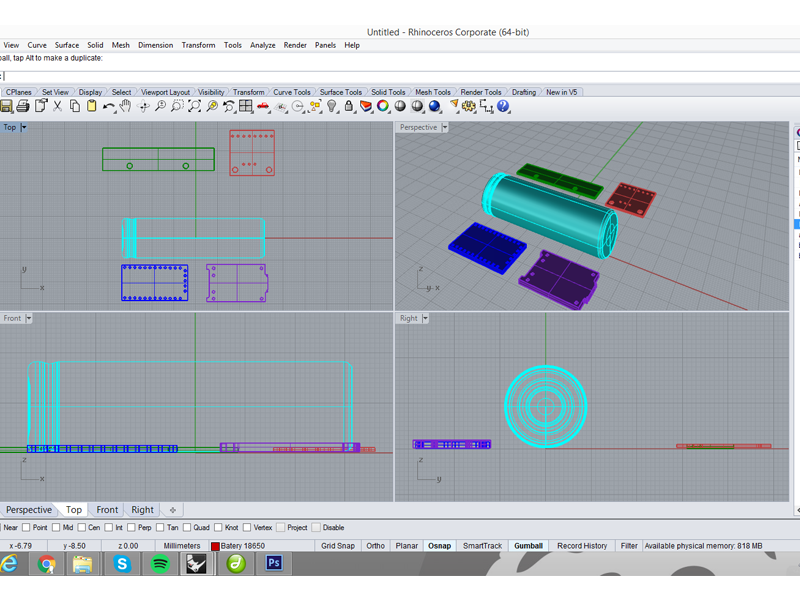 Untitled - Rhinoceros Corporate (64-bit)
View Curve Surface Solid Mesh Dimension Transform Tools Analyze Render Panels Help
ball, tap Alt to make a duplicate:
CPlanes Set View Display Select Viewport Layout Visibility Transform Curve Tools Surface Tools Solid Tools Mesh Tools Render Tools Drafting New in V5
Top Perspective
y x
z y x
Front Right
z x
z y
Perspective Top Front Right
Near Point Mid Cen Int Perp Tan Quad Knot Vertex Project Disable
x -6.79 y -8.50 z 0.00 Millimeters Batery 18650 Grid Snap Ortho Planar Osnap SmartTrack Gumball Record History Filter Available physical memory: 818 MB
S Ps